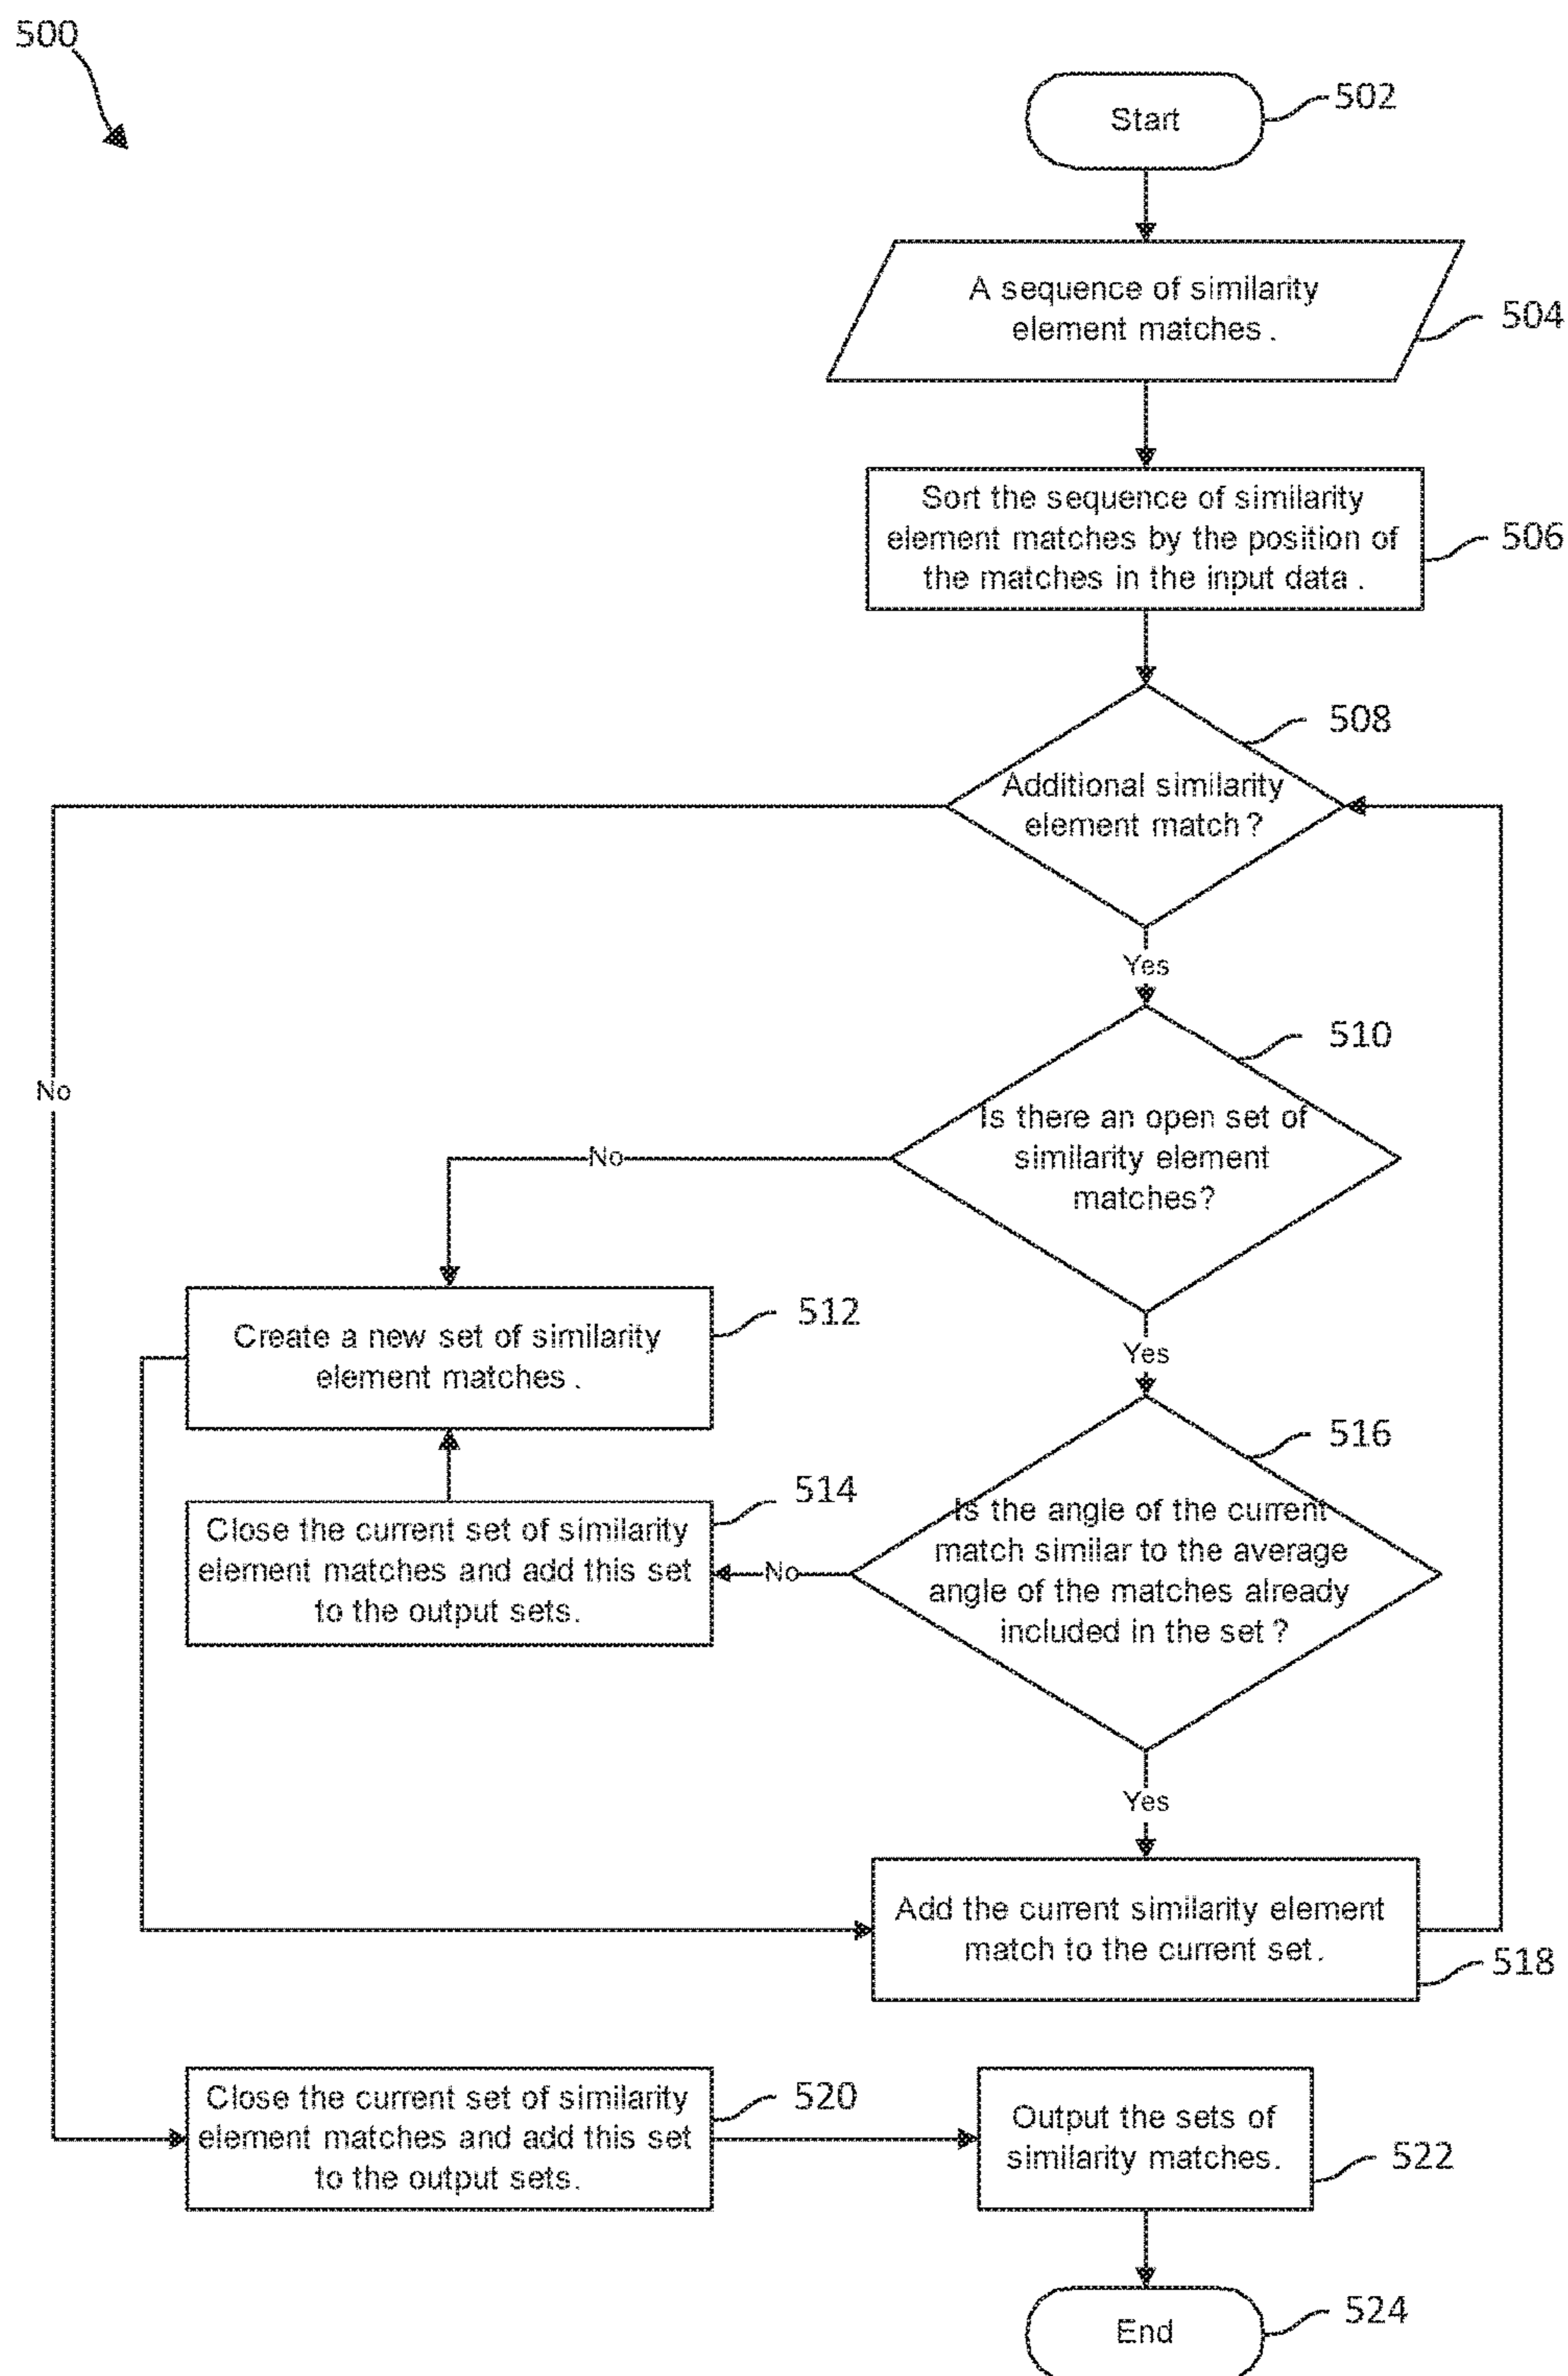 500
Start
502
A sequence of similarity
element matches.
504
Sort the sequence of similarity
element matches by the position of
the matches in the input data.
506
508
Additional similarity
element match?
Yes
No
510
Is there an open set of
similarity element
matches?
No
Yes
512
Create a new set of similarity
element matches.
514
Close the current set of similarity
element matches and add this set
to the output sets.
516
Is the angle of the current
match similar to the average
angle of the matches already
included in the set?
No
Yes
Add the current similarity element
match to the current set.
518
Close the current set of similarity
element matches and add this set
to the output sets.
520
Output the sets of
similarity matches.
522
End
524